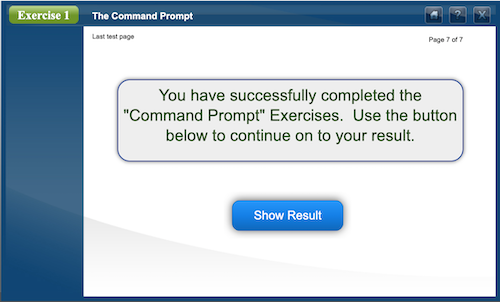 Exercise 1
The Command Prompt
? X
Last test page
Page 7 of 7
You have successfully completed the
"Command Prompt" Exercises. Use the button
below to continue on to your result.
Show Result